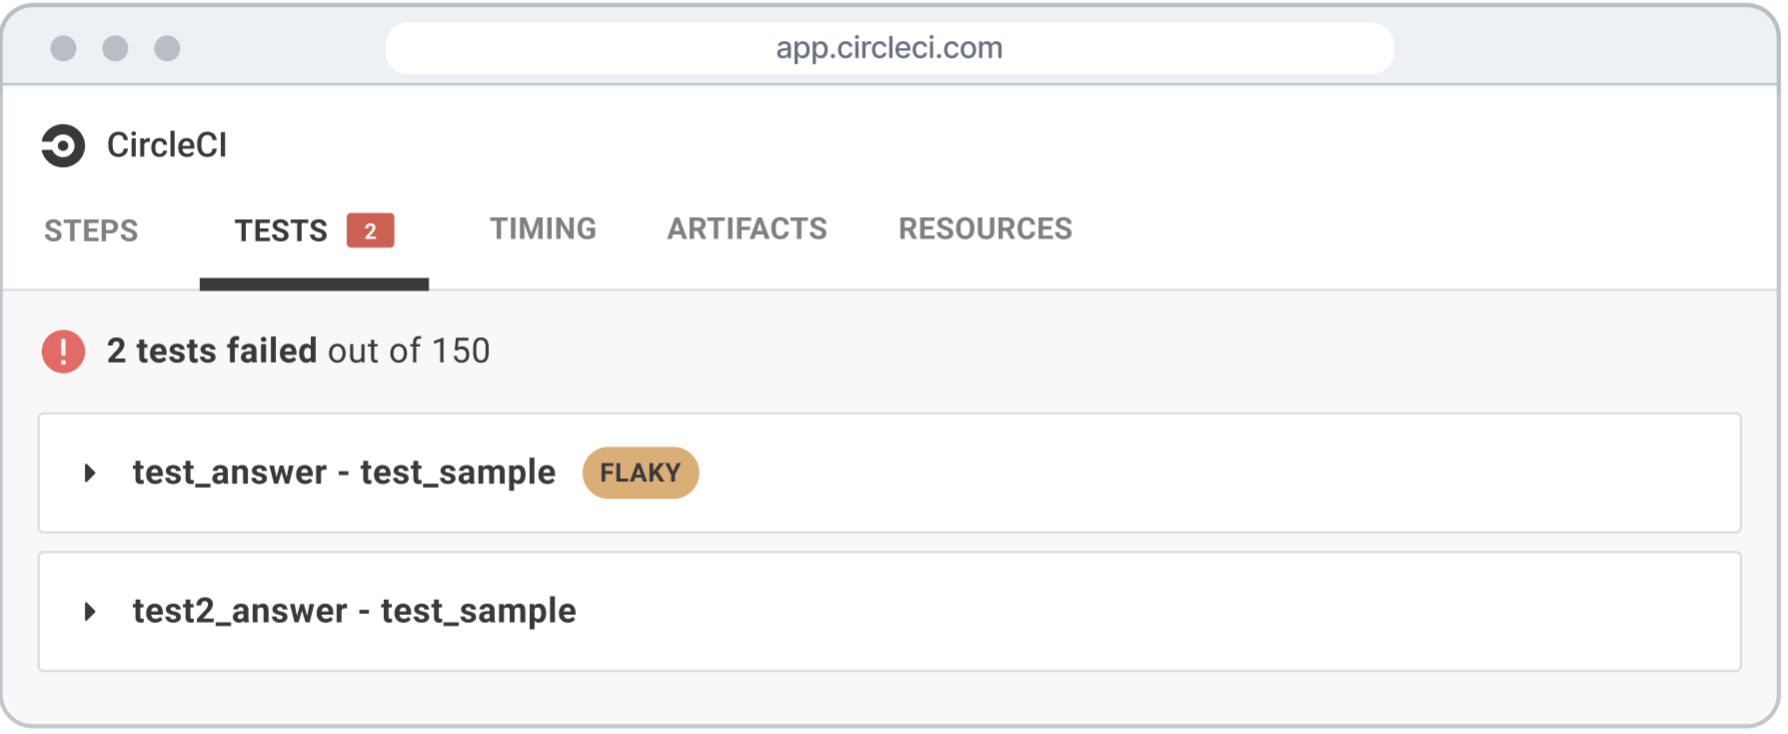 app.circleci.com
CircleCI
STEPS TESTS 2 TIMING ARTIFACTS RESOURCES
2 tests failed out of 150
test_answer - test_sample FLAKY
test2_answer - test_sample